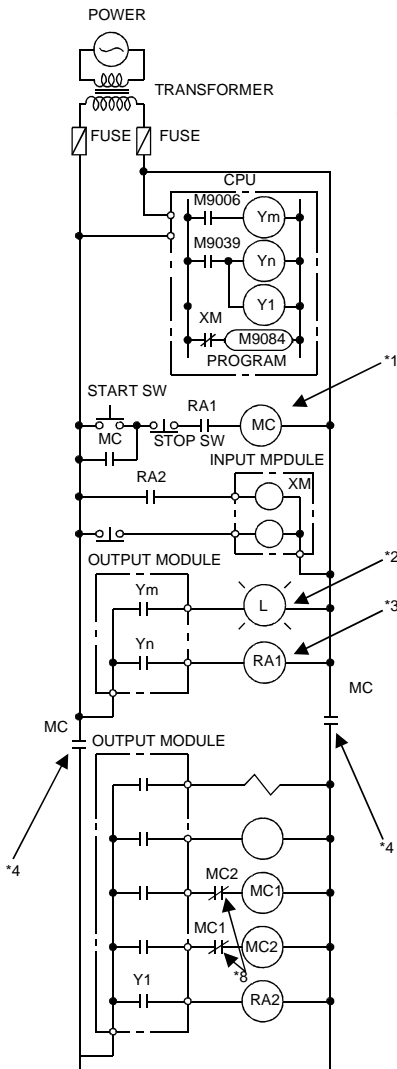 POWER
TRANSFORMER
FUSE
FUSE
CPU
M9006
Ym
M9039
Yn
Y1
XM
M9084
PROGRAM
*1
START SW
RA1
MC
MC
STOP SW
INPUT MPDULE
RA2
XM
OUTPUT MODULE
*2
Ym
L
*3
Yn
RA1
MC
MC
OUTPUT MODULE
*4
*4
MC2
MC1
MC1
MC2
*8
Y1
RA2